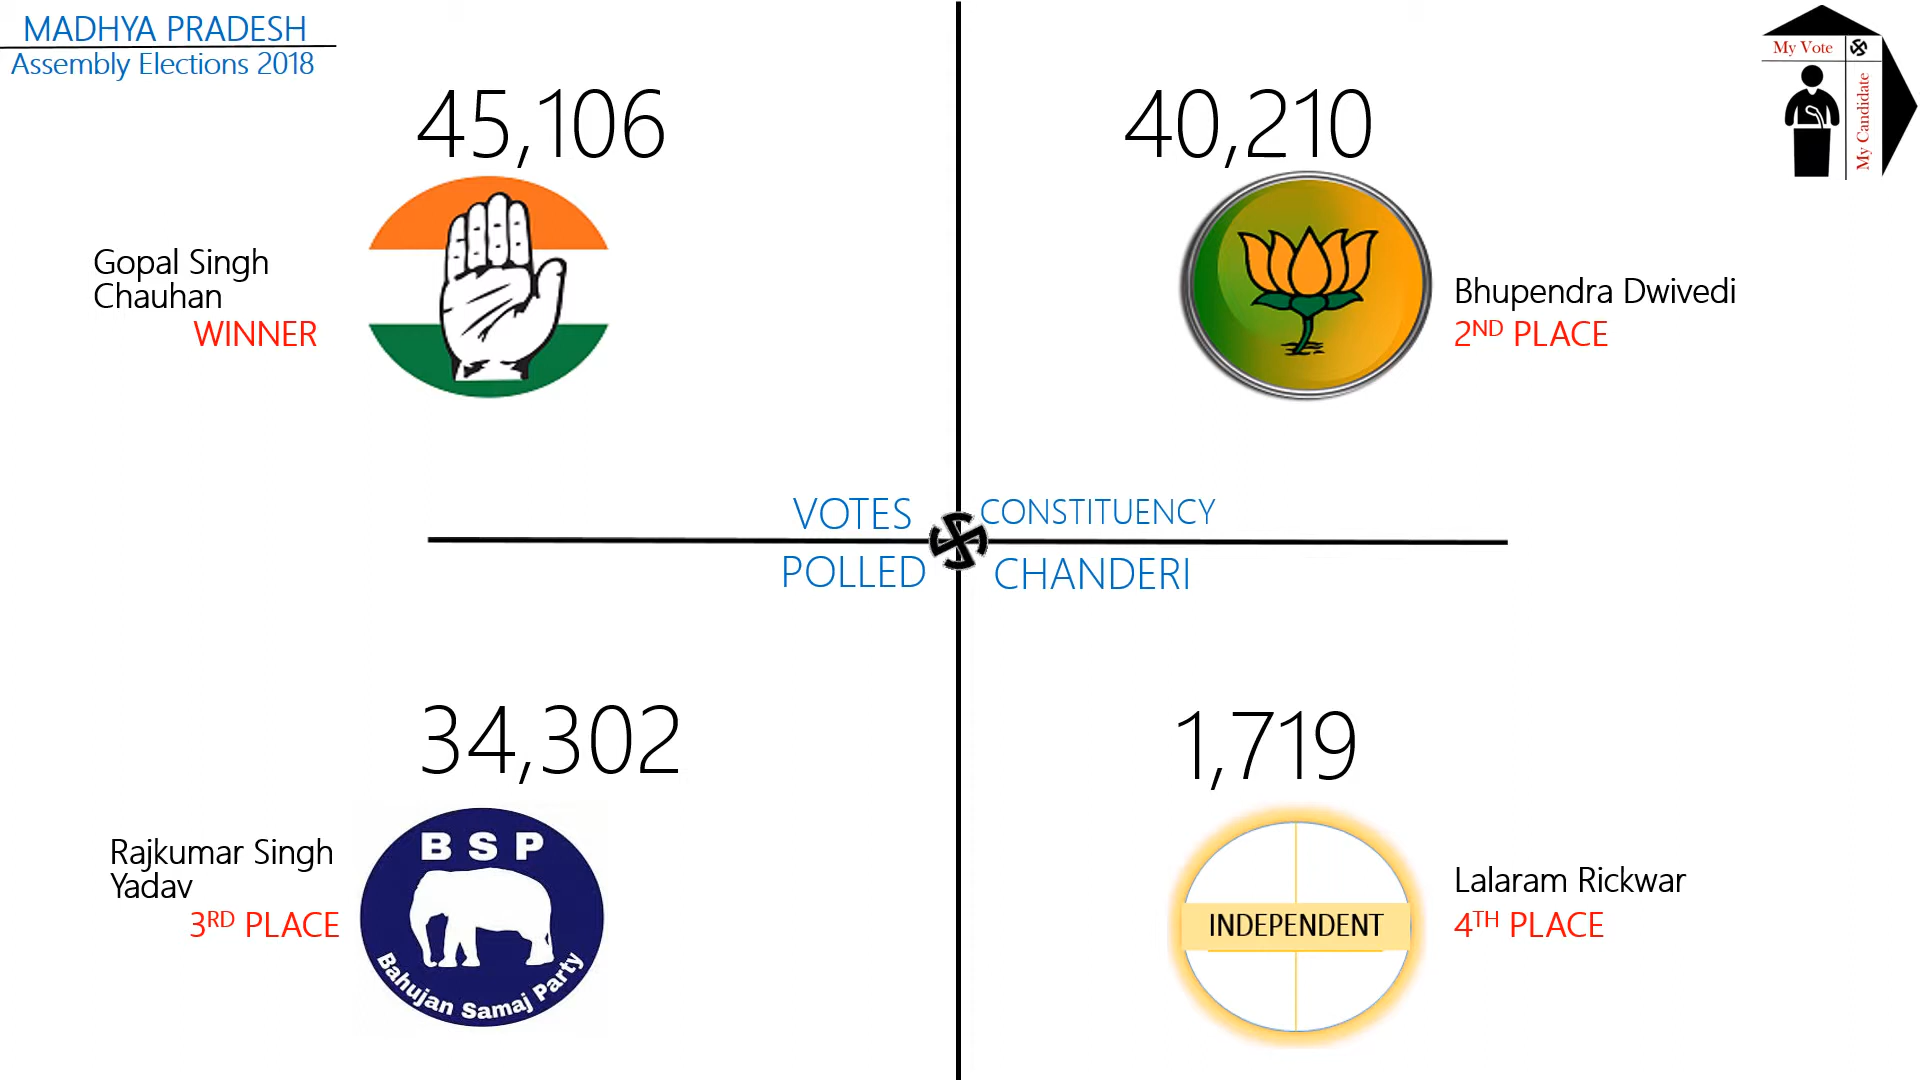 MADHYA PRADESH
Assembly Elections 2018
My Vote
My Candidate
45,106
Gopal Singh
Chauhan
WINNER
40,210
Bhupendra Dwivedi
2ND PLACE
VOTES
POLLED
CONSTITUENCY
CHANDERI
34,302
Rajkumar Singh
Yadav
3RD PLACE
BSP
Bahujan Samaj Party
1,719
INDEPENDENT
Lalaram Rickwar
4TH PLACE